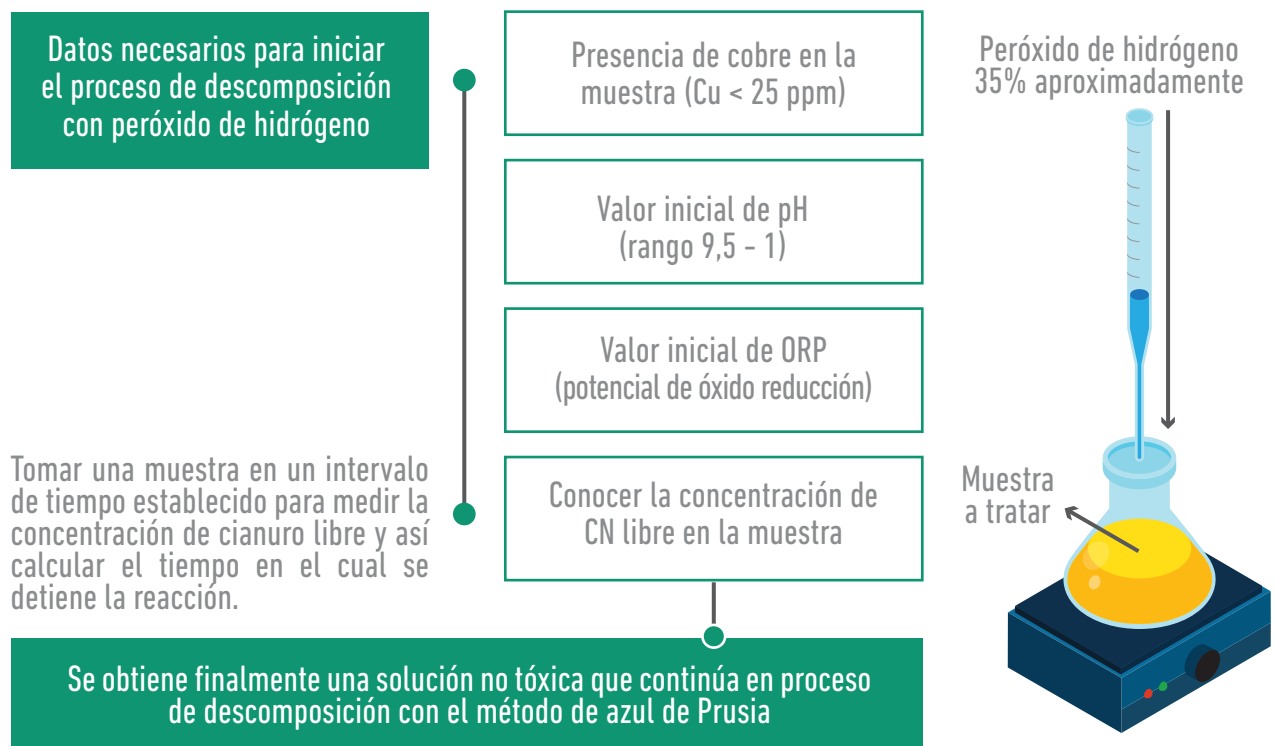 Datos necesarios para iniciar
el proceso de descomposición
con peróxido de hidrógeno
Presencia de cobre en la
muestra (Cu < 25 ppm)
Valor inicial de pH
(rango 9,5 - 1)
Valor inicial de ORP
(potencial de óxido reducción)
Conocer la concentración de
CN libre en la muestra
Tomar una muestra en un intervalo
de tiempo establecido para medir la
concentración de cianuro libre y así
calcular el tiempo en el cual se
detiene la reacción.
Se obtiene finalmente una solución no tóxica que continúa en proceso
de descomposición con el método de azul de Prusia
Peróxido de hidrógeno
35% aproximadamente
Muestra
a tratar